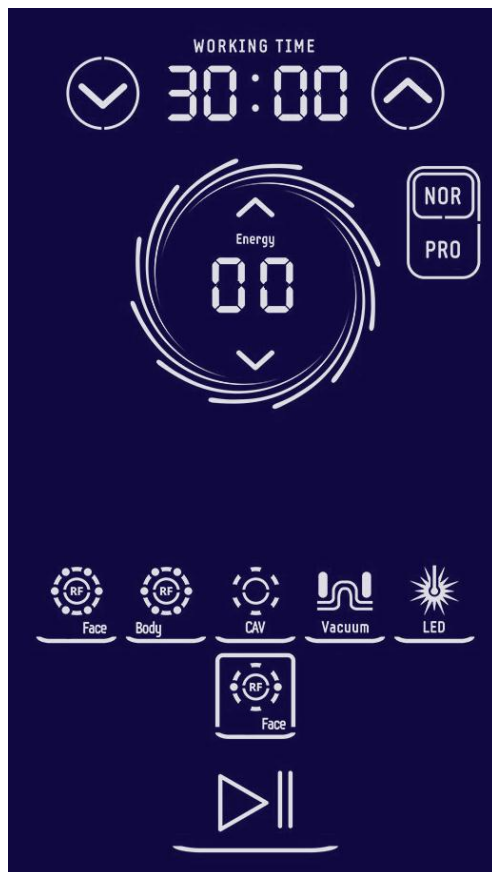 WORKING TIME
30:00
NOR
PRO
Energy
00
RF RF
Face Body CAV Vacuum LED
RF
Face